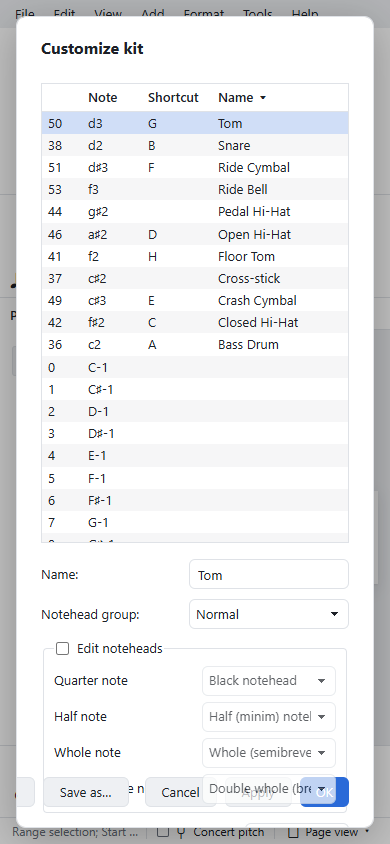 File Edit View Add Format Tools Help
Customize kit
Note Shortcut Name
50 d3 G Tom
38 d2 B Snare
51 d♯3 F Ride Cymbal
53 f3 Ride Bell
44 g♯2 Pedal Hi-Hat
46 a♯2 D Open Hi-Hat
41 f2 H Floor Tom
37 c♯2 Cross-stick
49 c♯3 E Crash Cymbal
42 f♯2 C Closed Hi-Hat
36 c2 A Bass Drum
0 C-1
1 C♯-1
2 D-1
3 D♯-1
4 E-1
5 F-1
6 F♯-1
7 G-1
Name: Tom
Notehead group: Normal
Edit noteheads
Quarter note Black notehead
Half note Half (minim) note
Whole note Whole (semibreve
Double whole (bre
Save as... Cancel Apply OK
Range selection; Start ... Concert pitch Page view